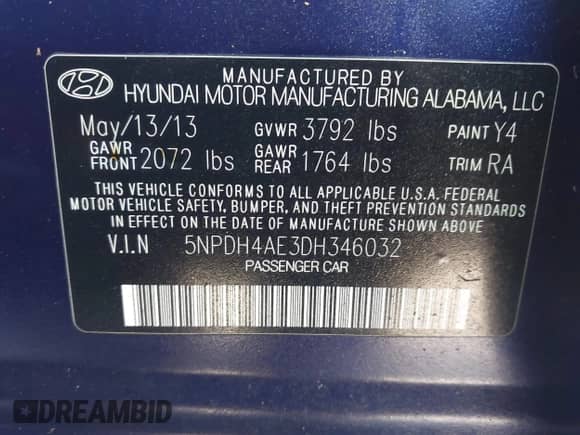 MANUFACTURED BY
HYUNDAI MOTOR MANUFACTURING ALABAMA, LLC
May/13/13 GVWR 3792 lbs PAINT Y4
GAWR FRONT 2072 lbs GAWR REAR 1764 lbs TRIM RA
THIS VEHICLE CONFORMS TO ALL APPLICABLE U.S.A. FEDERAL
MOTOR VEHICLE SAFETY, BUMPER, AND THEFT PREVENTION STANDARDS
IN EFFECT ON THE DATE OF MANUFACTURE SHOWN ABOVE
V.I.N 5NPDH4AE3DH346032
PASSENGER CAR
DREAMBID